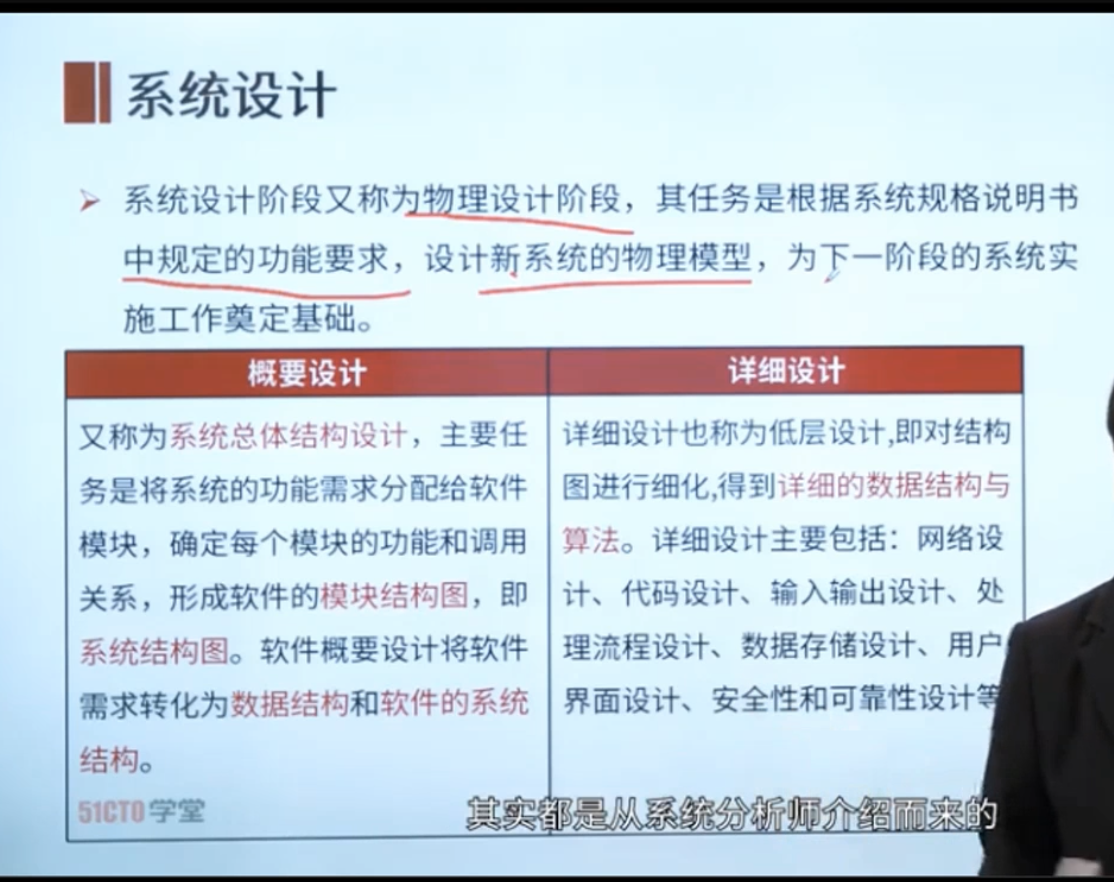 系统设计
系统设计阶段又称为物理设计阶段，其任务是根据系统规格说明书
中规定的功能要求，设计新系统的物理模型，为下一阶段的系统实
施工作奠定基础。
概要设计
又称为系统总体结构设计，主要任
务是将系统的功能需求分配给软件
模块，确定每个模块的功能和调用
关系，形成软件的模块结构图，即
系统结构图。软件概要设计将软件
需求转化为数据结构和软件的系统
结构。
详细设计
详细设计也称为低层设计,即对结构
图进行细化,得到详细的数据结构与
算法。详细设计主要包括：网络设
计、代码设计、输入输出设计、处
理流程设计、数据存储设计、用户
界面设计、安全性和可靠性设计等
51CTO学堂
其实都是从系统分析师介绍而来的